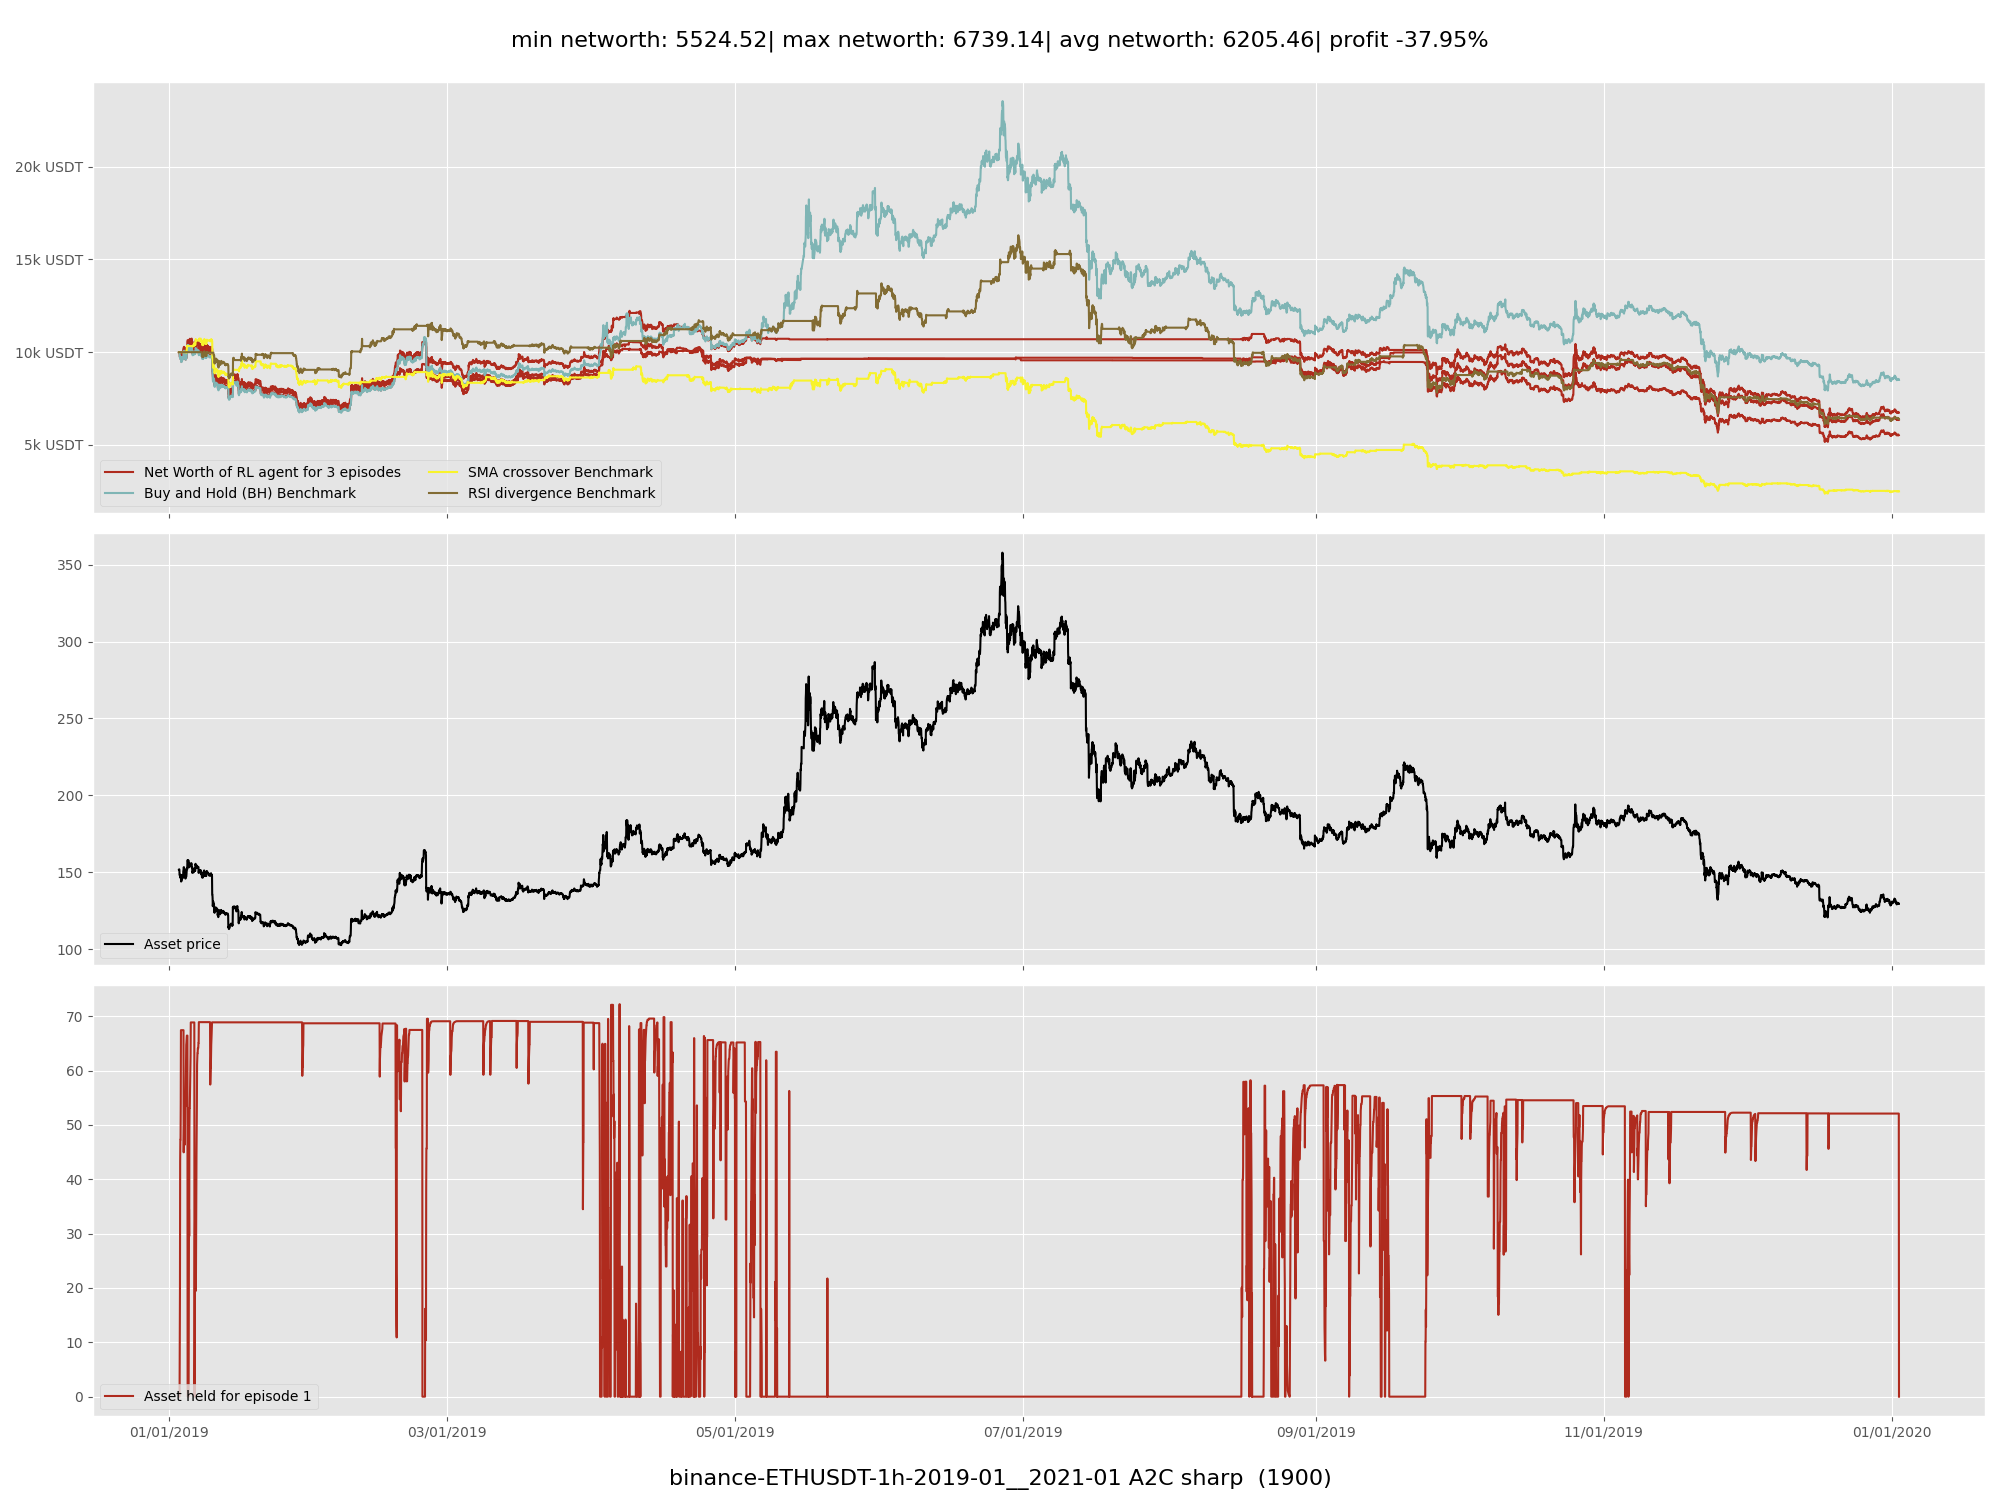 min networth: 5524.52| max networth: 6739.14| avg networth: 6205.46| profit -37.95%
20k USDT
15k USDT
10k USDT
5k USDT
Net Worth of RL agent for 3 episodes
Buy and Hold (BH) Benchmark
SMA crossover Benchmark
RSI divergence Benchmark
350
300
250
200
150
100
Asset price
70
60
50
40
30
20
10
0
Asset held for episode 1
01/01/2019 03/01/2019 05/01/2019 07/01/2019 09/01/2019 11/01/2019 01/01/2020
binance-ETHUSDT-1h-2019-01__2021-01 A2C sharp  (1900)